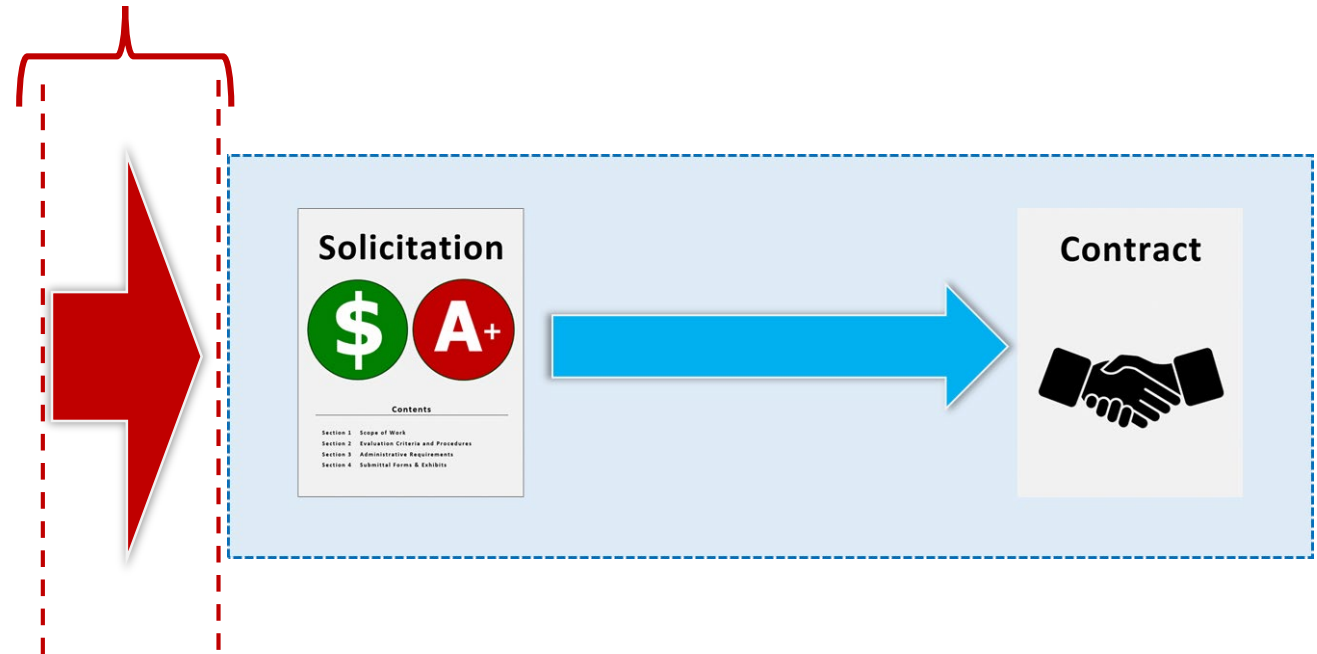 Solicitation
$ A+
Contents
Section 1 Scope of Work
Section 2 Evaluation Criteria and Procedures
Section 3 Administrative Requirements
Section 4 Submittal Forms & Exhibits
Contract